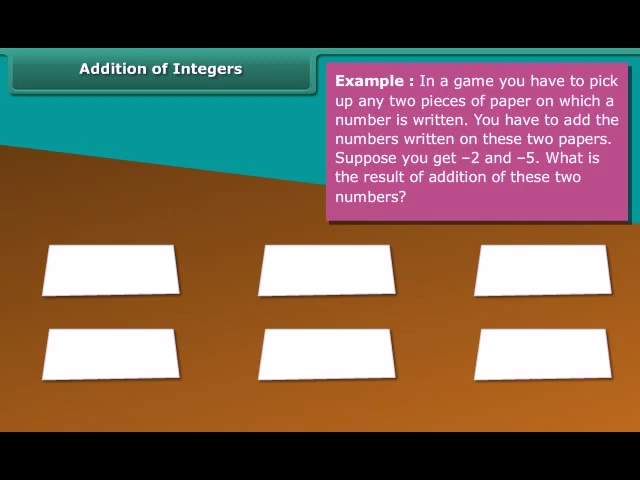 Addition of Integers
Example : In a game you have to pick
up any two pieces of paper on which a
number is written. You have to add the
numbers written on these two papers.
Suppose you get –2 and –5. What is
the result of addition of these two
numbers?